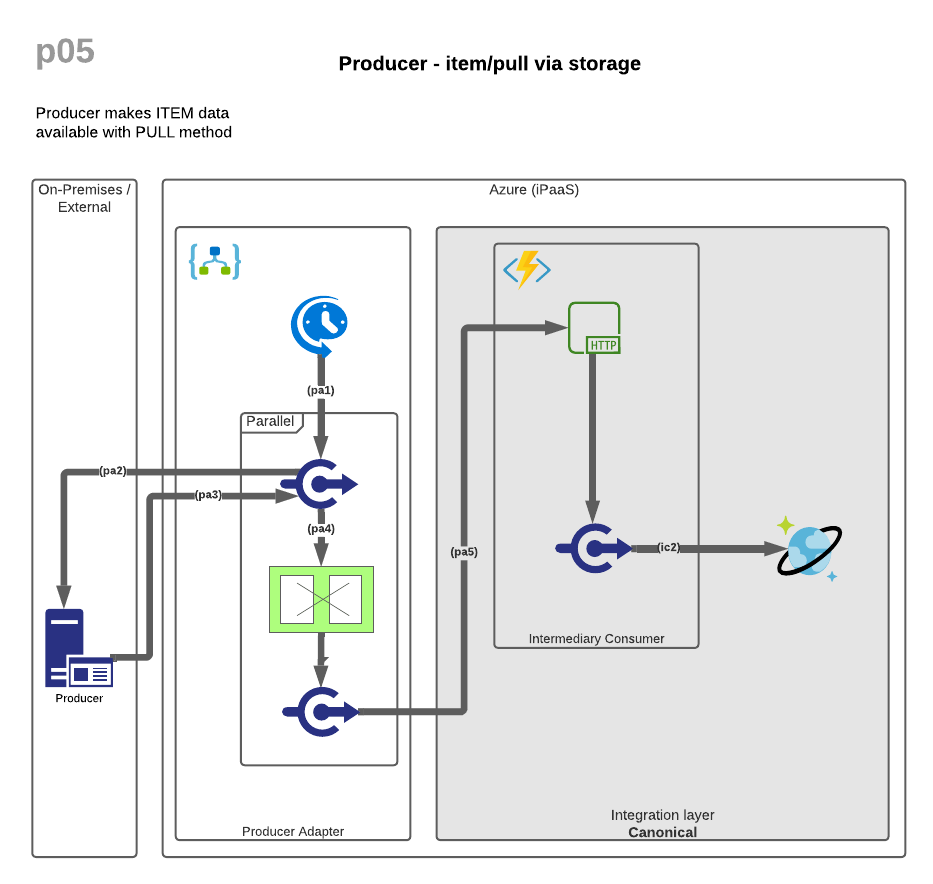 p05
Producer - item/pull via storage
Producer makes ITEM data
available with PULL method
On-Premises /
External
Azure (iPaaS)
(pa1)
Parallel
HTTP
(pa2)
(pa3)
(pa4)
(pa5)
(ic2)
Intermediary Consumer
Producer
Integration layer
Canonical
Producer Adapter